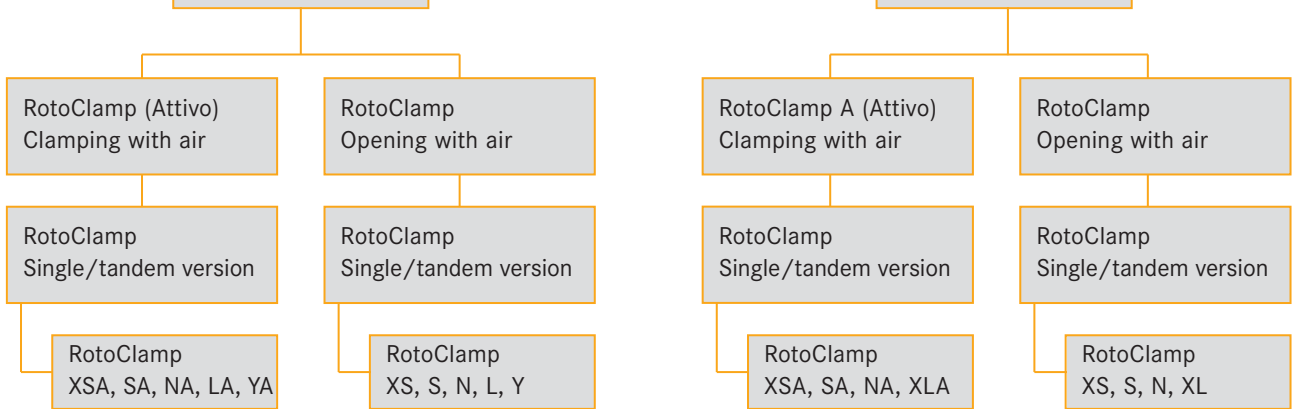 RotoClamp (Attivo)
Clamping with air
RotoClamp
Opening with air
RotoClamp A (Attivo)
Clamping with air
RotoClamp
Opening with air
RotoClamp
Single/tandem version
RotoClamp
Single/tandem version
RotoClamp
Single/tandem version
RotoClamp
Single/tandem version
RotoClamp
XSA, SA, NA, LA, YA
RotoClamp
XS, S, N, L, Y
RotoClamp
XSA, SA, NA, XLA
RotoClamp
XS, S, N, XL